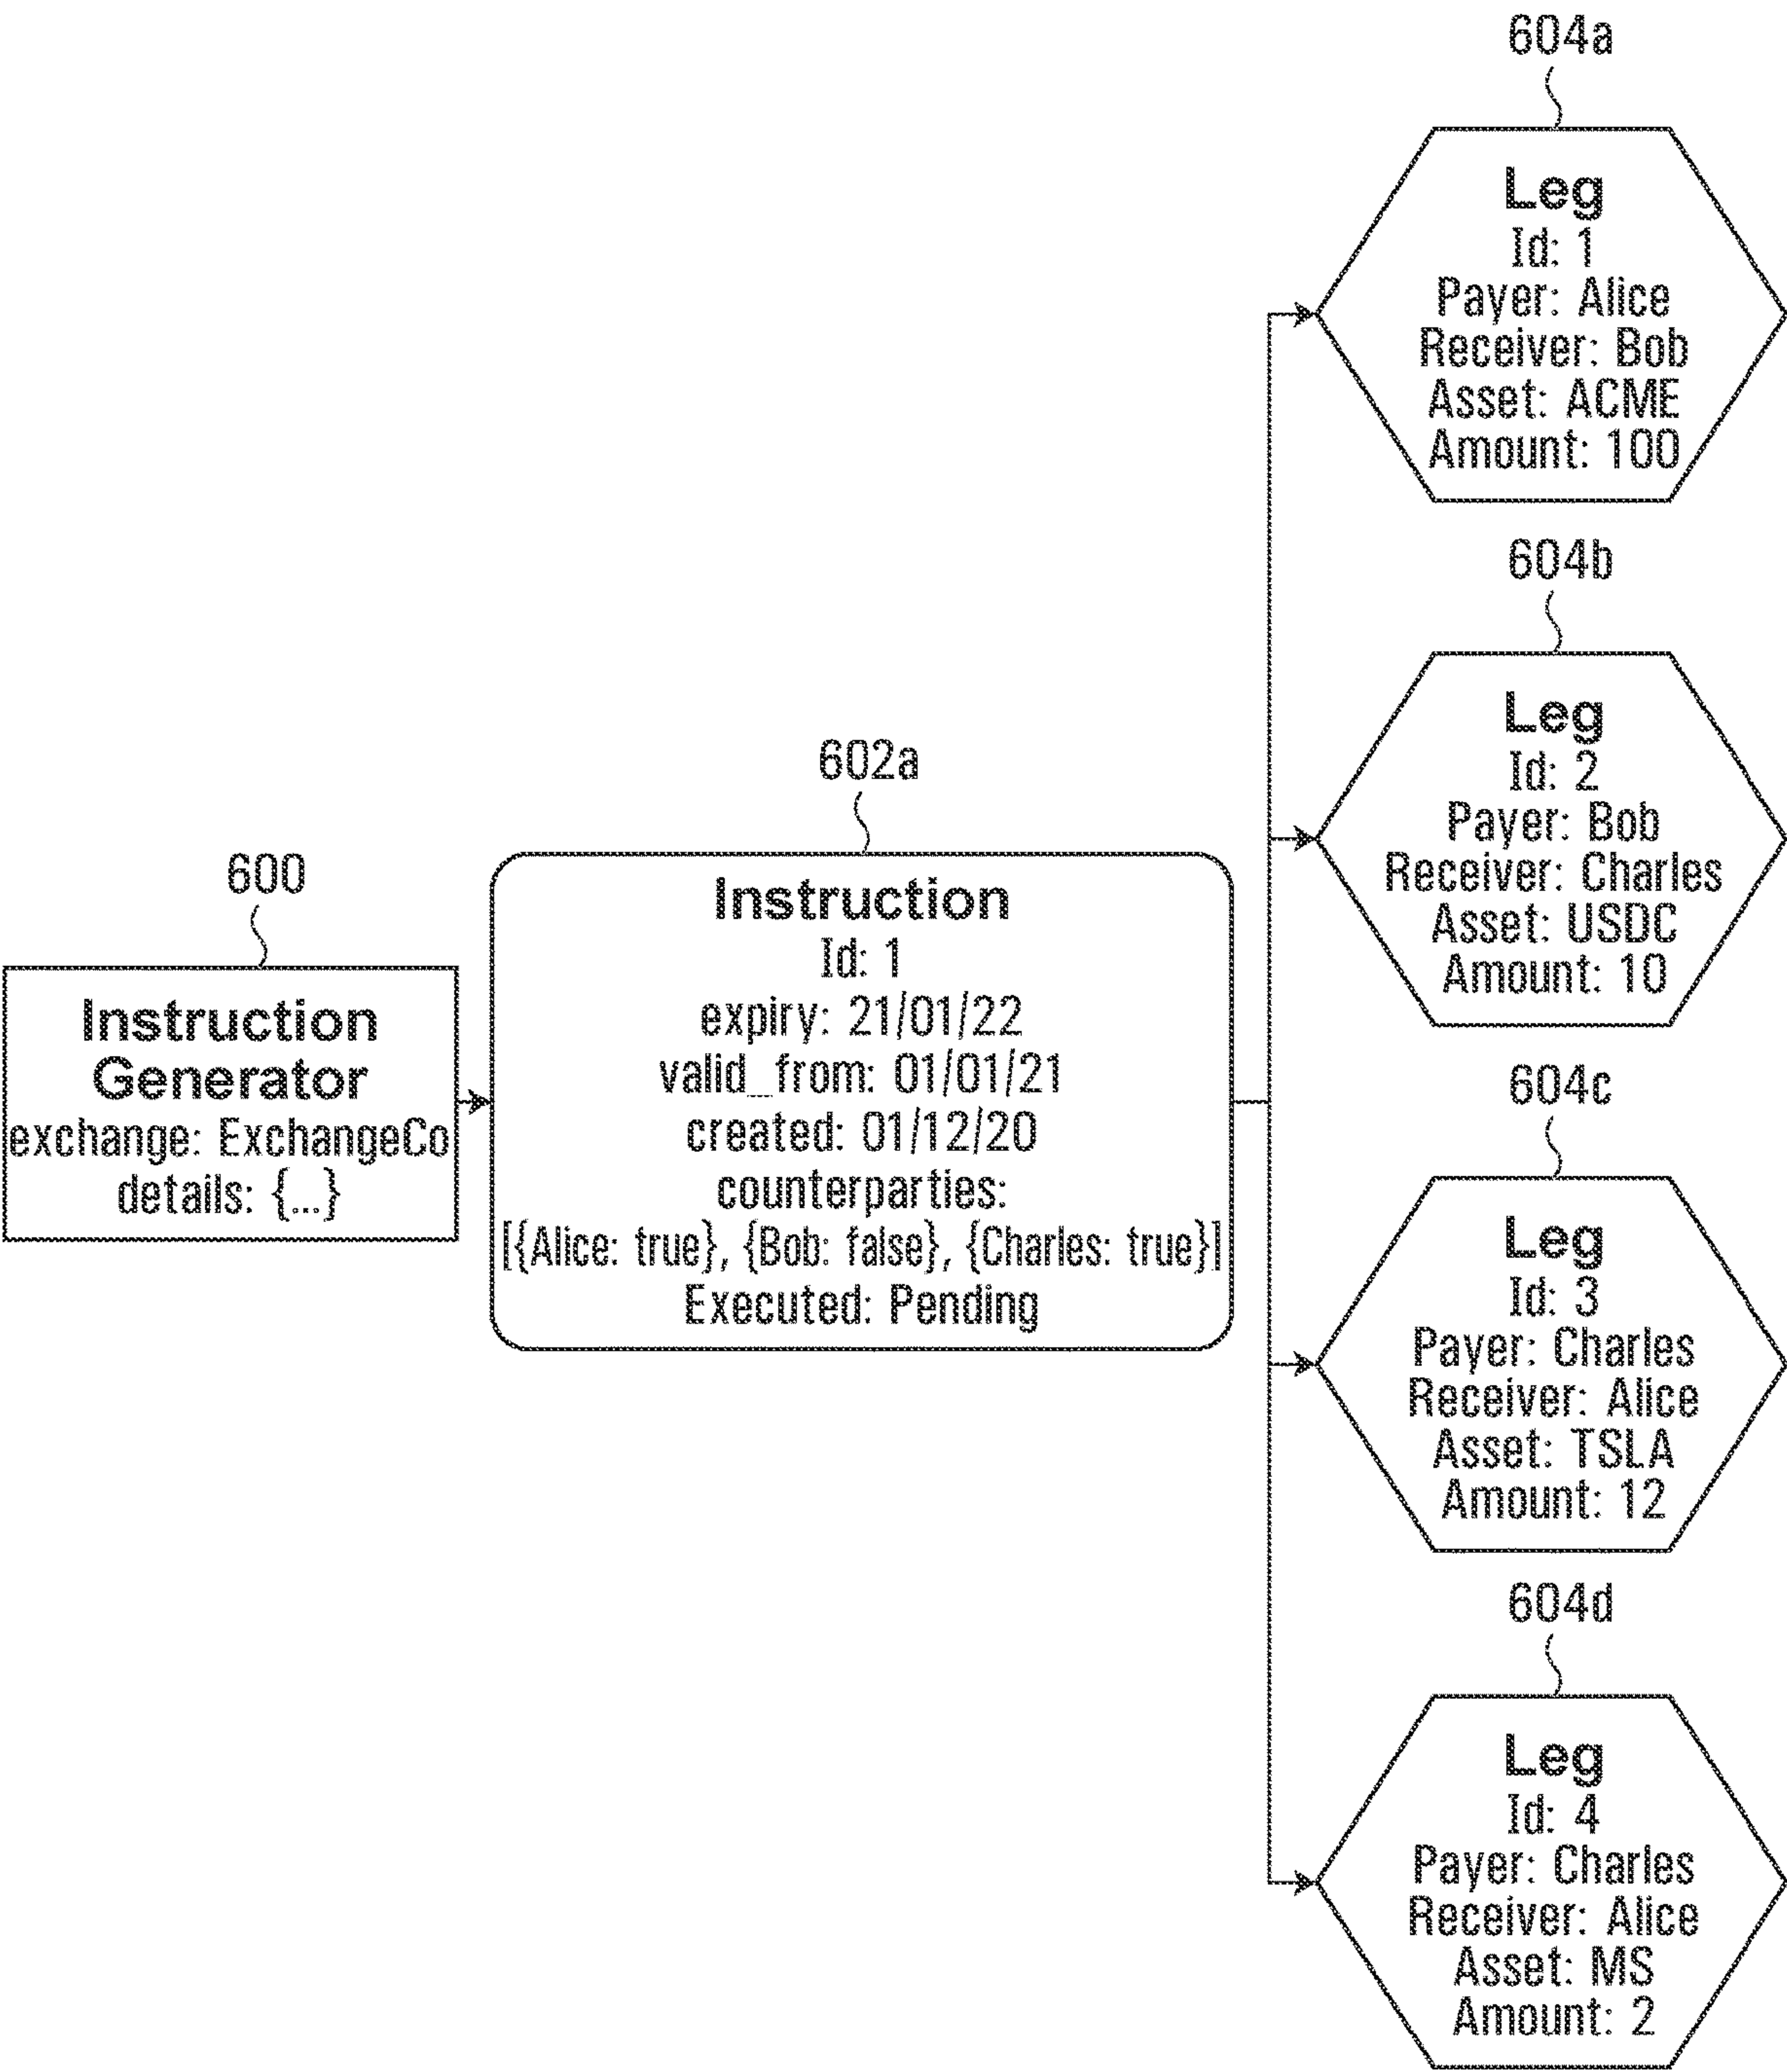 600
Instruction
Generator
exchange: ExchangeCo
details: {...}
602a
Instruction
Id: 1
expiry: 21/01/22
valid_from: 01/01/21
created: 01/12/20
counterparties:
[{Alice: true}, {Bob: false}, {Charles: true}]
Executed: Pending
604a
Leg
Id: 1
Payer: Alice
Receiver: Bob
Asset: ACME
Amount: 100
604b
Leg
Id: 2
Payer: Bob
Receiver: Charles
Asset: USDC
Amount: 10
604c
Leg
Id: 3
Payer: Charles
Receiver: Alice
Asset: TSLA
Amount: 12
604d
Leg
Id: 4
Payer: Charles
Receiver: Alice
Asset: MS
Amount: 2